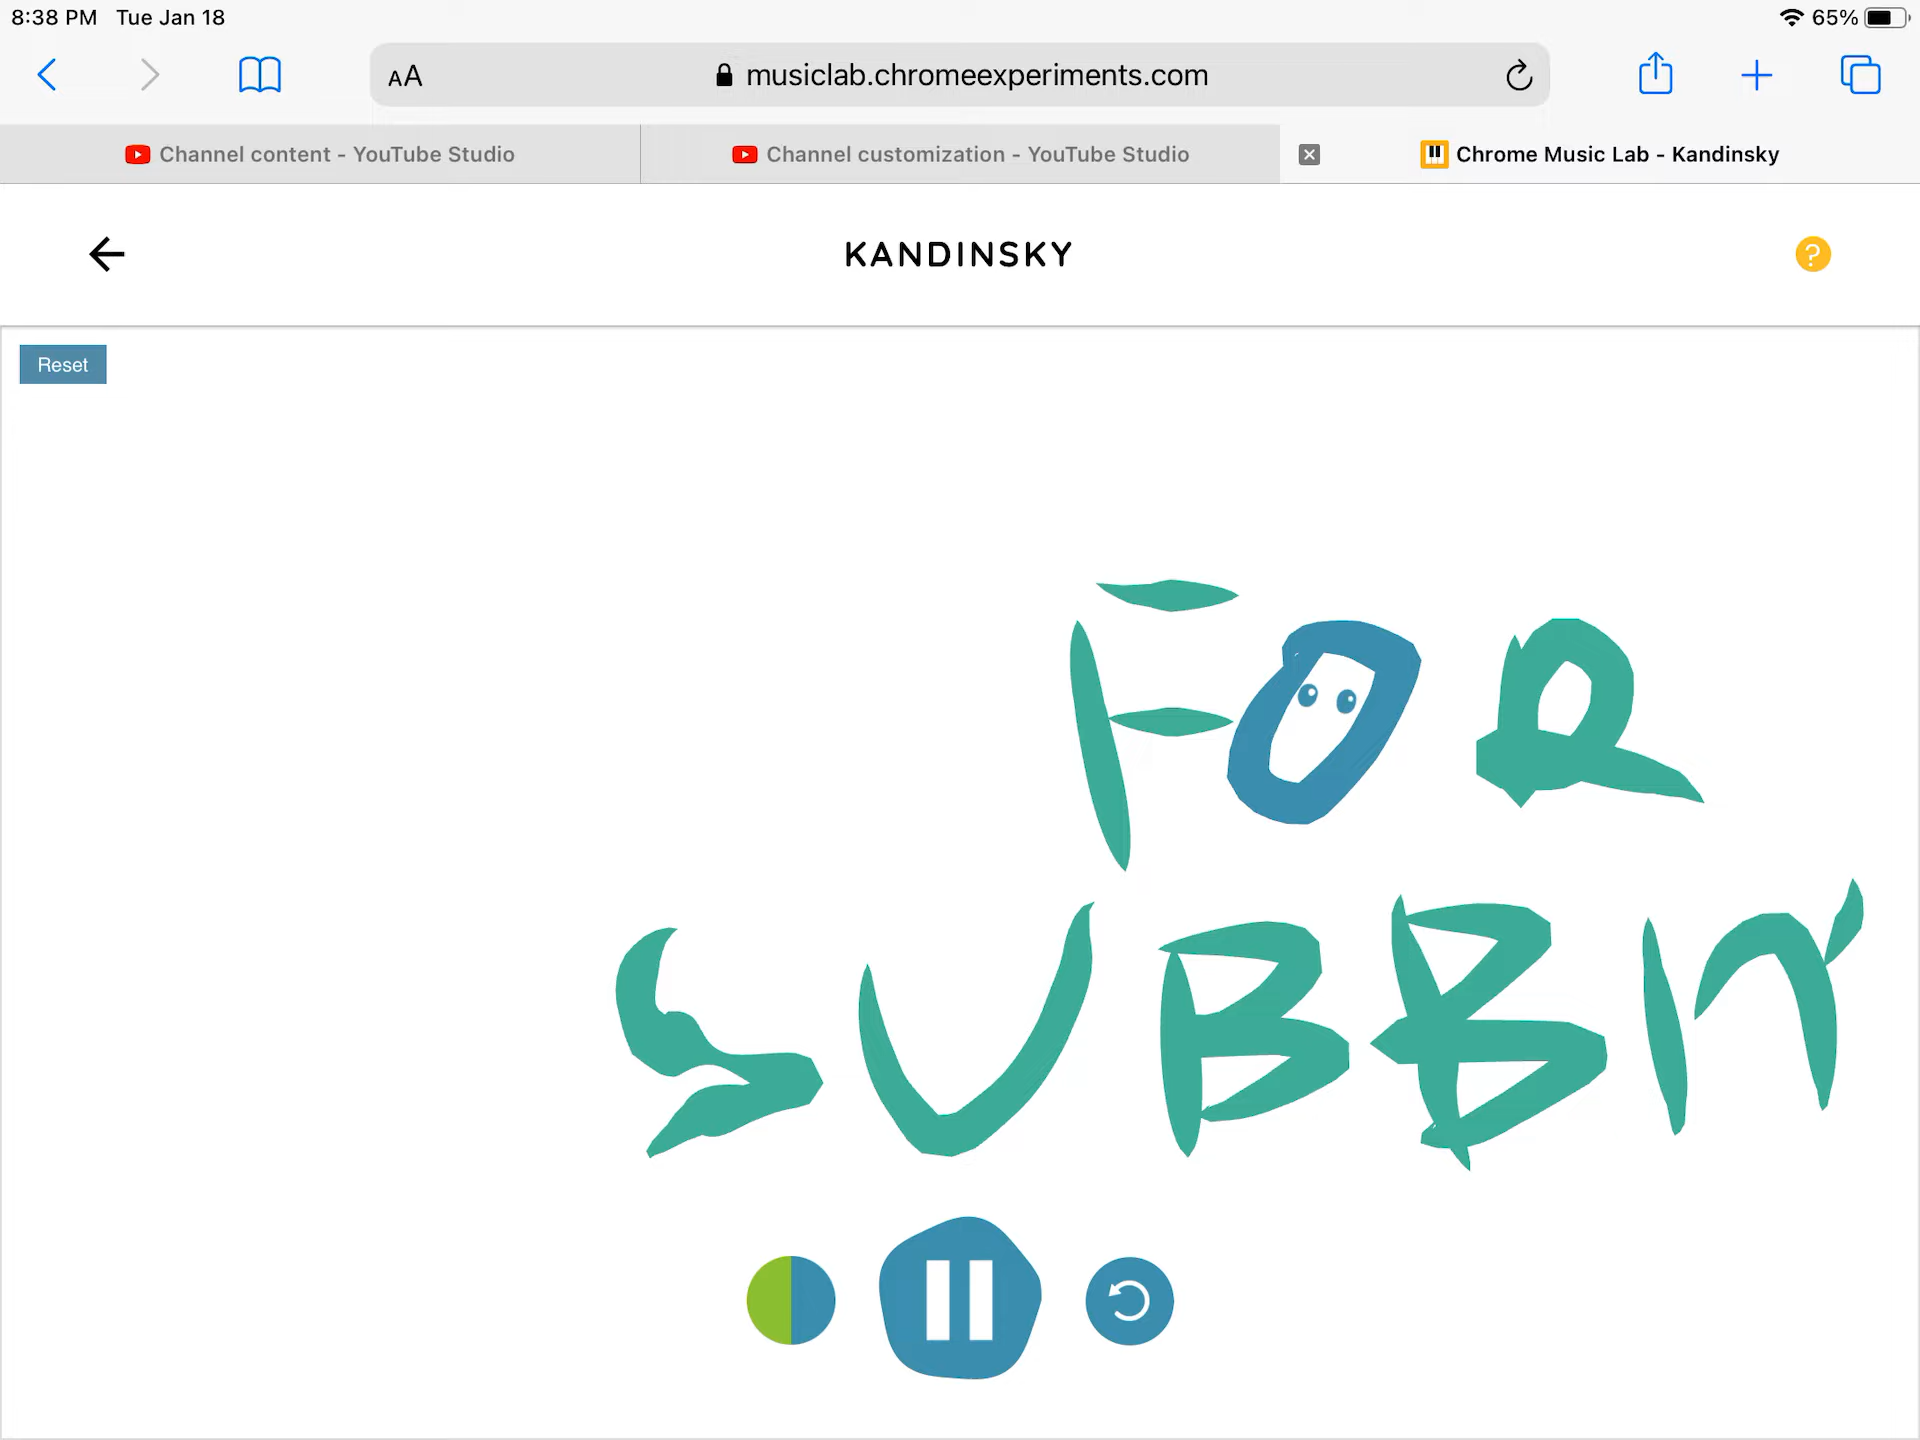 8:38 PM Tue Jan 18 65%
AA musiclab.chromeexperiments.com
Channel content - YouTube Studio Channel customization - YouTube Studio Chrome Music Lab - Kandinsky
KANDINSKY ?
Reset
FOR